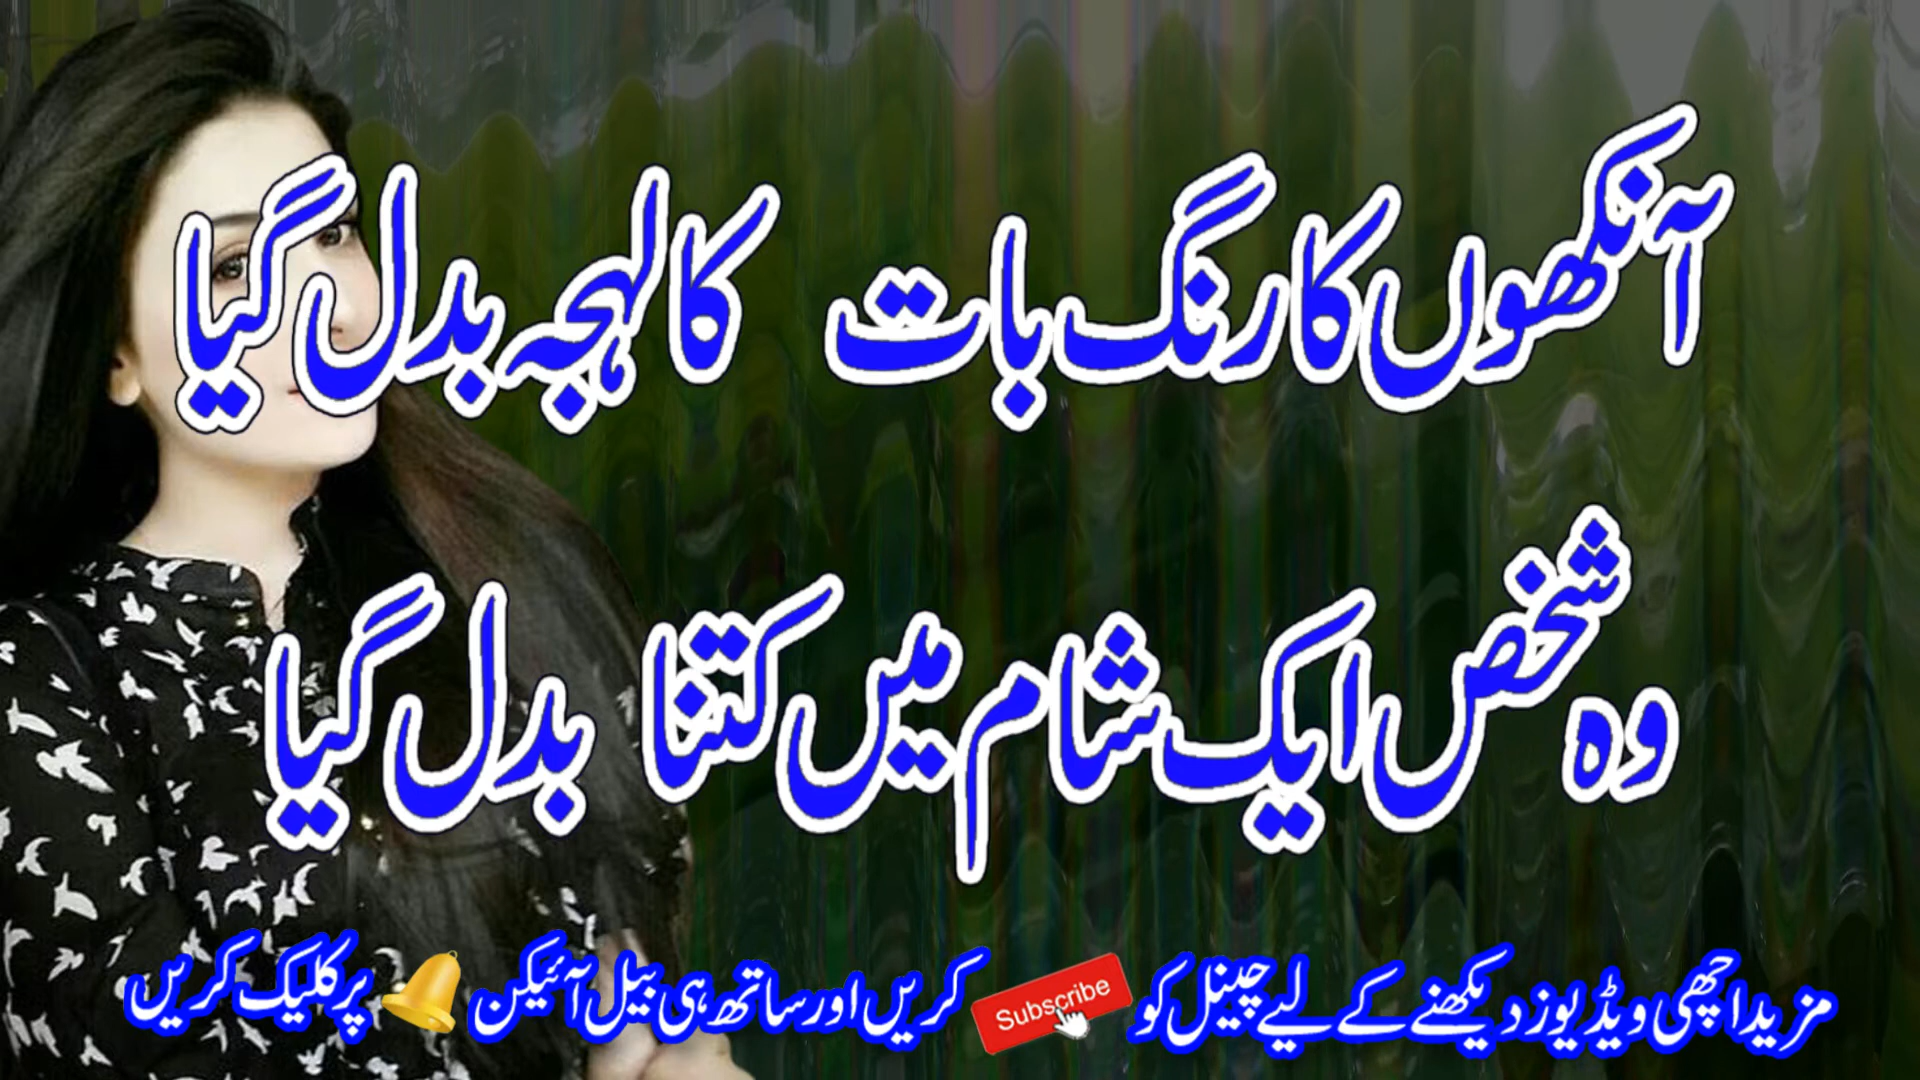 آنکھوں کا رنگ بات کا لہجہ بدل گیا
وہ شخص ایک شام میں کتنا بدل گیا
مزید اچھی ویڈیوز دیکھنے کے لیے چینل کو Subscribe کریں اور ساتھ ہی بیل آئیکن پر کلیک کریں